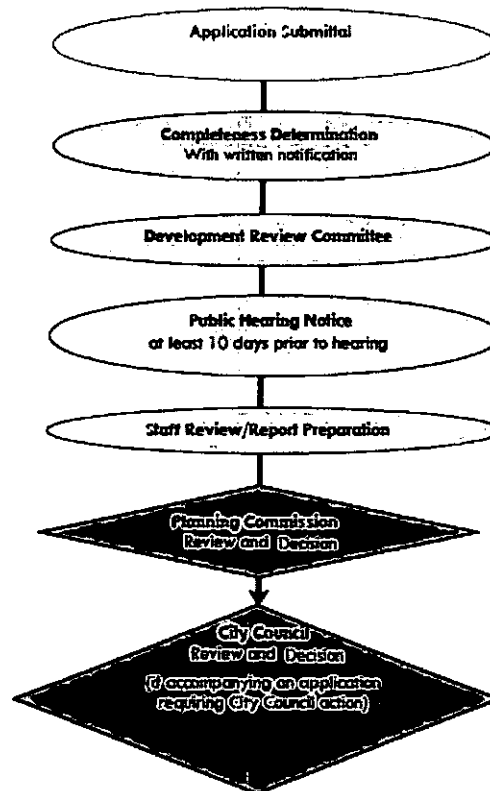 Application Submittal
Completeness Determination
With written notification
Development Review Committee
Public Hearing Notice
at least 10 days prior to hearing
Staff Review/Report Preparation
Planning Commission
Review and Decision
City Council
Review and Decision
(if accompanying an application
requiring City Council action)